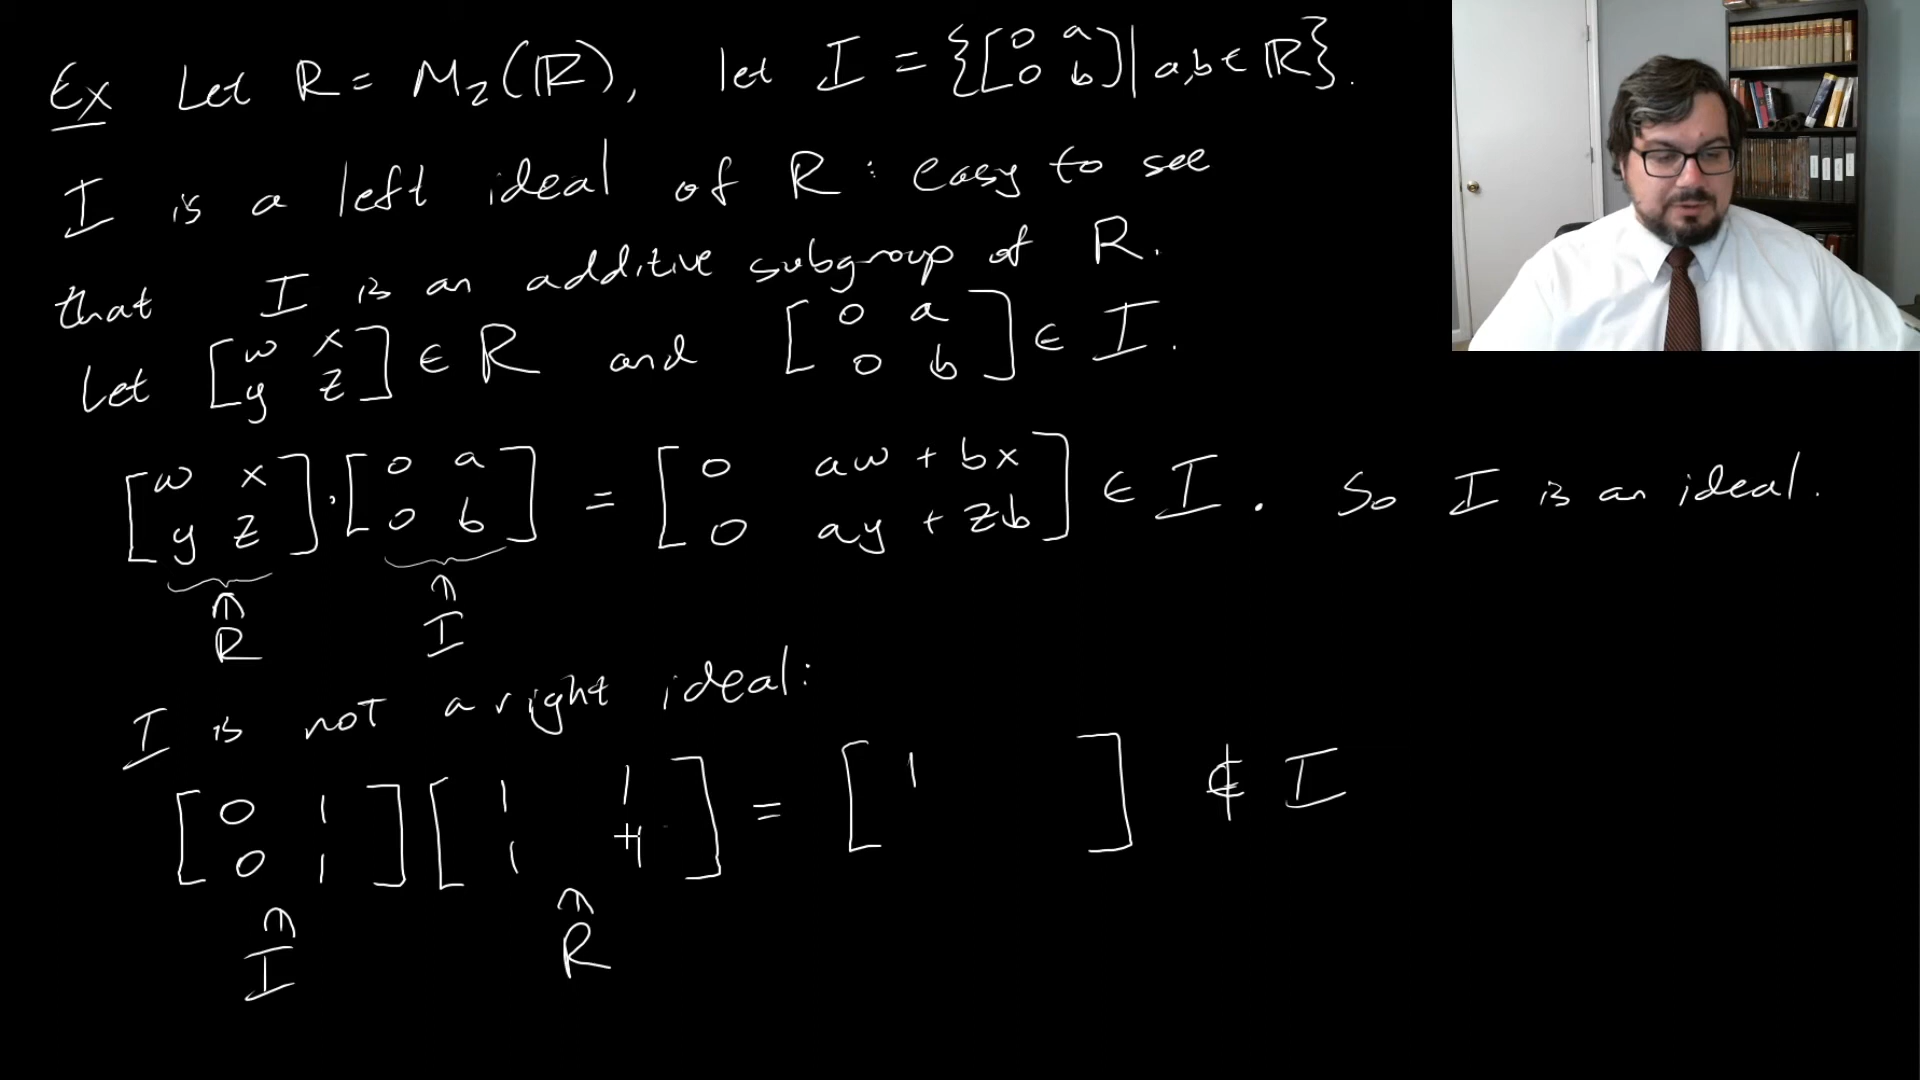 Ex Let R = M₂(ℝ), let I = {[0 a; 0 b] | a,b ∈ ℝ}.
I is a left ideal of R: easy to see
that I is an additive subgroup of R.
Let [w x; y z] ∈ R and [0 a; 0 b] ∈ I.
[w x; y z]·[0 a; 0 b] = [0 aw + bx; 0 ay + zb] ∈ I. So I is an ideal.
∈ R ∈ I
I is not a right ideal:
[0 1; 0 1][1 1; 1 1] = [1 ] ∉ I
∈ I ∈ R